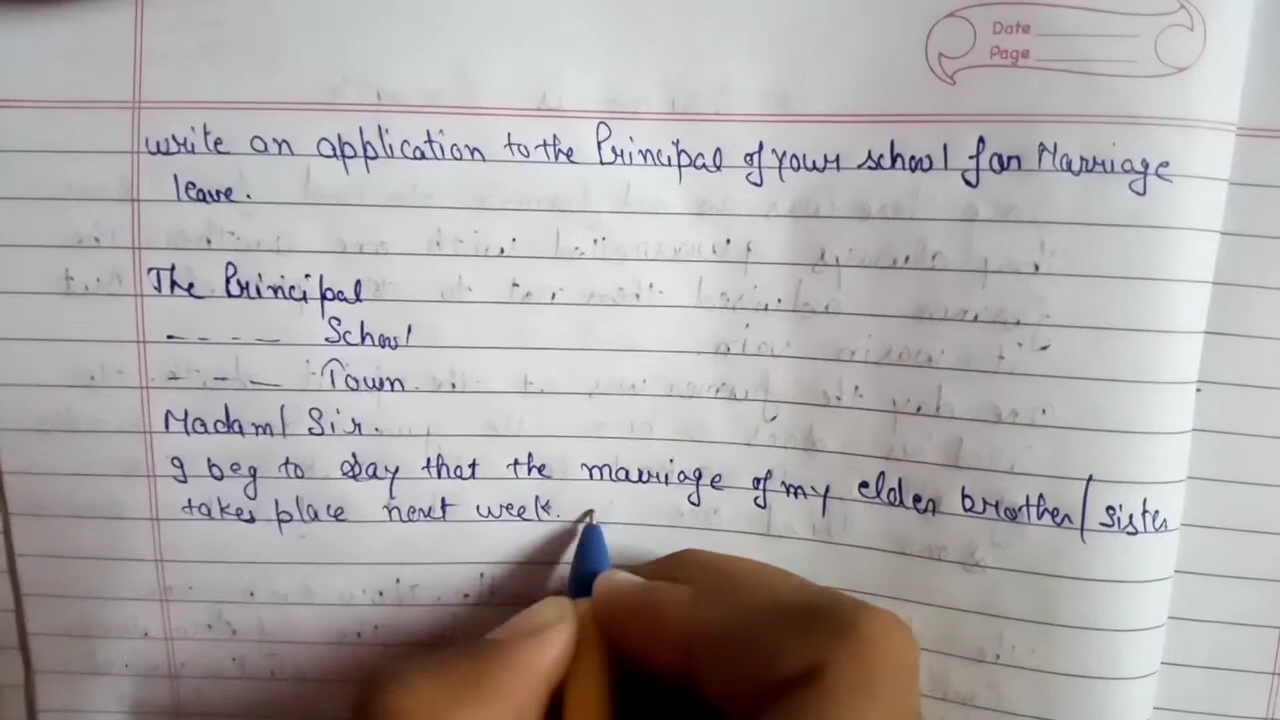 Date
Page
write an application to the Principal of your school for Marriage
leave.
The Principal
---- School
---- Town.
Madam/ Sir.
I beg to say that the marriage of my elder brother/ sister
takes place next week.